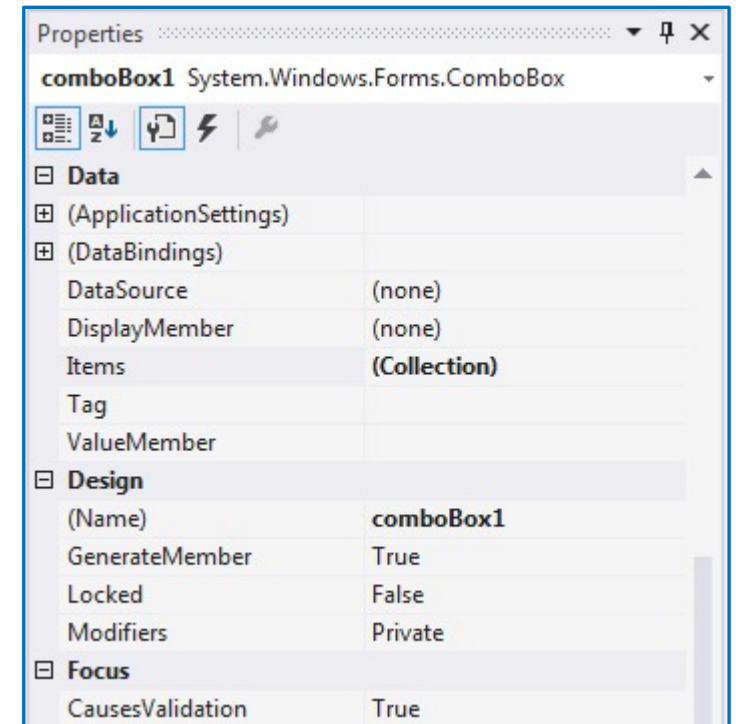 Properties
comboBox1 System.Windows.Forms.ComboBox
Data
(ApplicationSettings)
(DataBindings)
DataSource (none)
DisplayMember (none)
Items (Collection)
Tag
ValueMember
Design
(Name) comboBox1
GenerateMember True
Locked False
Modifiers Private
Focus
CausesValidation True